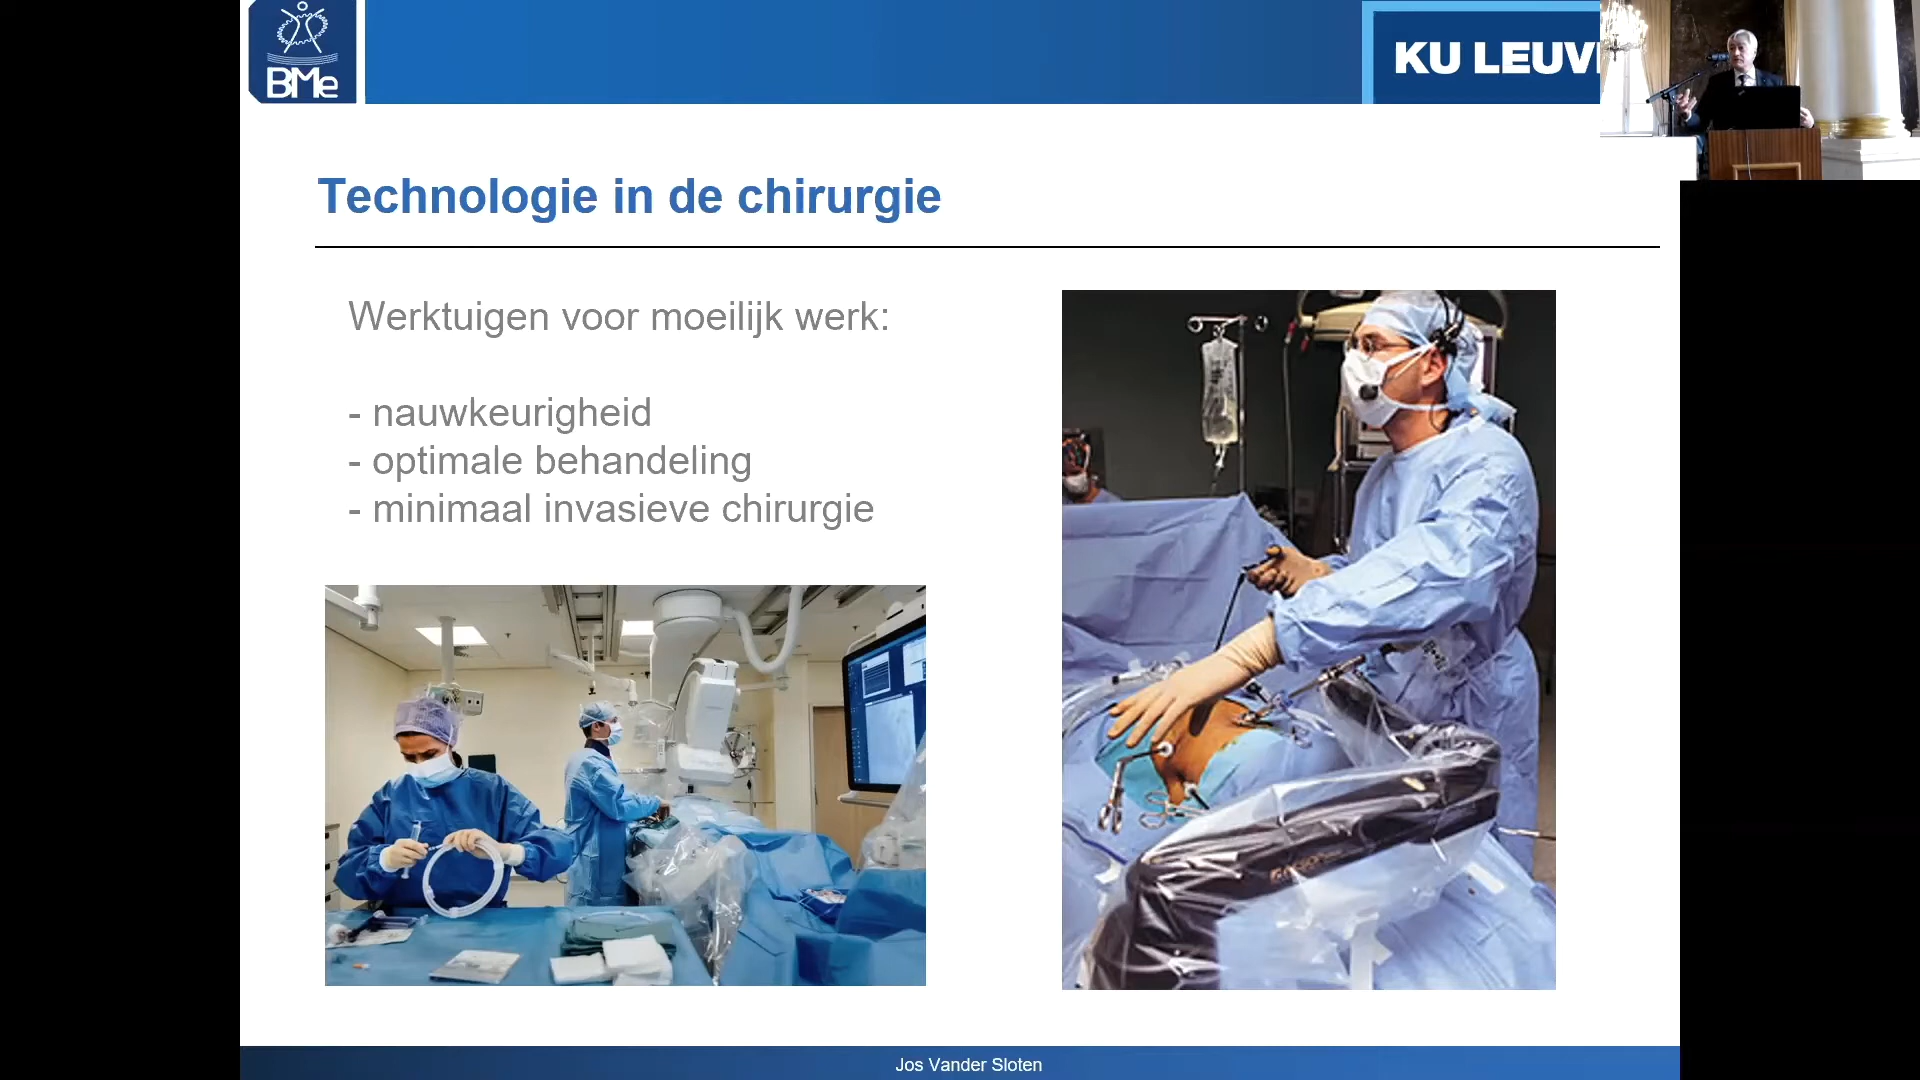 BMe
KU LEUV
Technologie in de chirurgie
Werktuigen voor moeilijk werk:
- nauwkeurigheid
- optimale behandeling
- minimaal invasieve chirurgie
Jos Vander Sloten